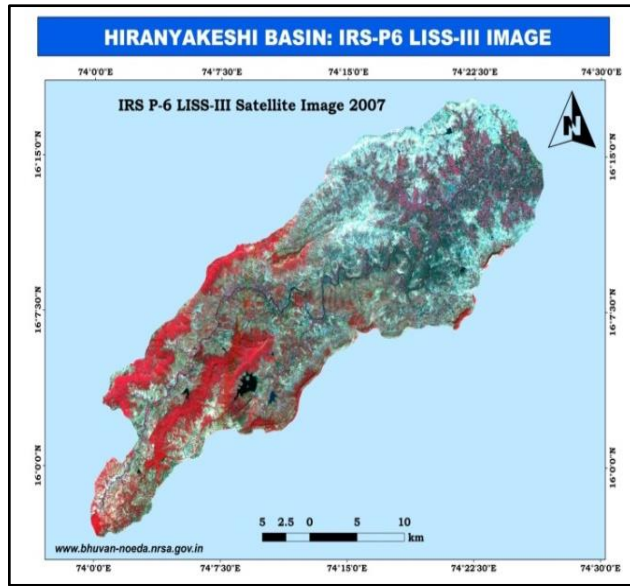 HIRANYAKESHI BASIN: IRS-P6 LISS-III IMAGE
74°0'0"E 74°7'30"E 74°15'0"E 74°22'30"E 74°30'0"E
IRS P-6 LISS-III Satellite Image 2007
N
16°15'0"N
16°15'0"N
16°7'30"N
16°7'30"N
16°0'0"N
16°0'0"N
5 2.5 0 5 10
km
www.bhuvan-noeda.nrsa.gov.in
74°0'0"E 74°7'30"E 74°15'0"E 74°22'30"E 74°30'0"E